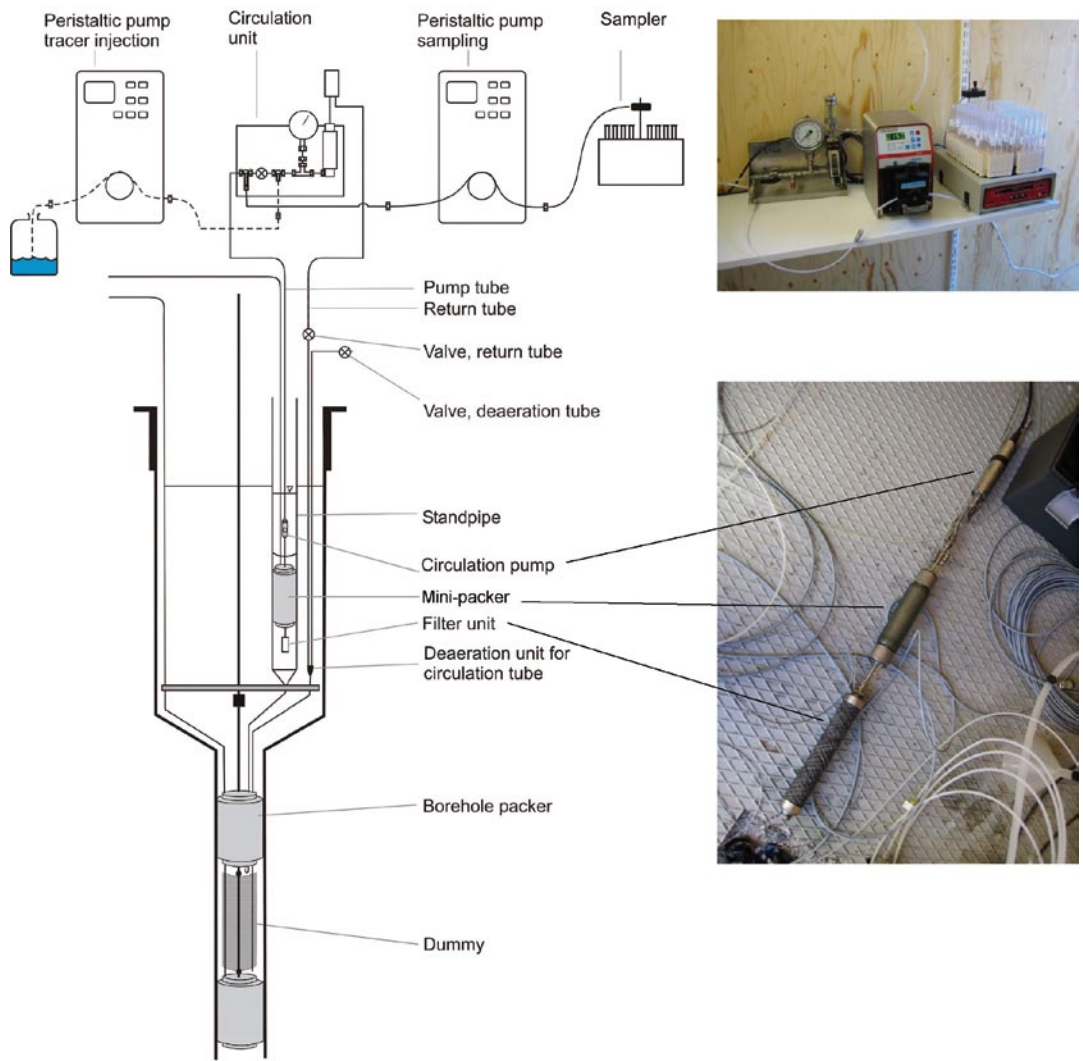 Peristaltic pump
tracer injection
Circulation
unit
Peristaltic pump
sampling
Sampler
Pump tube
Return tube
Valve, return tube
Valve, deaeration tube
Standpipe
Circulation pump
Mini-packer
Filter unit
Deaeration unit for
circulation tube
Borehole packer
Dummy